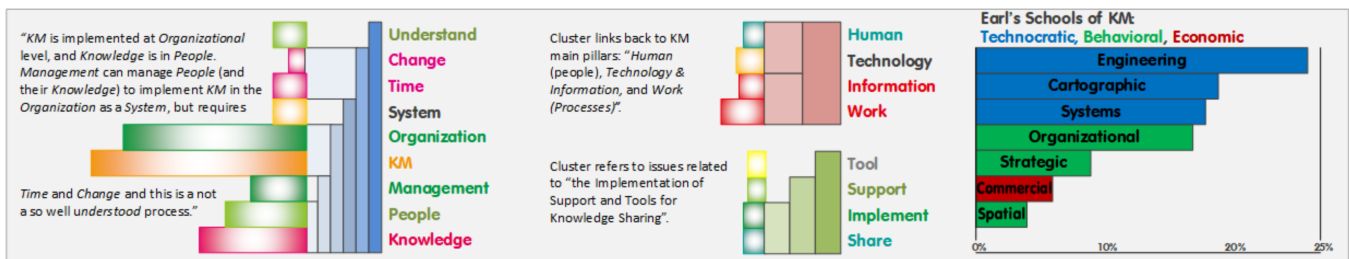 “KM is implemented at Organizational
level, and Knowledge is in People.
Management can manage People (and
their Knowledge) to implement KM in the
Organization as a System, but requires
Time and Change and this is a not
a so well understood process.”
Understand
Change
Time
System
Organization
KM
Management
People
Knowledge
Cluster links back to KM
main pillars: “Human
(people), Technology &
Information, and Work
(Processes)”.
Human
Technology
Information
Work
Cluster refers to issues related
to “the Implementation of
Support and Tools for
Knowledge Sharing”.
Tool
Support
Implement
Share
Earl’s Schools of KM:
Technocratic, Behavioral, Economic
Engineering
Cartographic
Systems
Organizational
Strategic
Commercial
Spatial
0% 10% 20% 25%